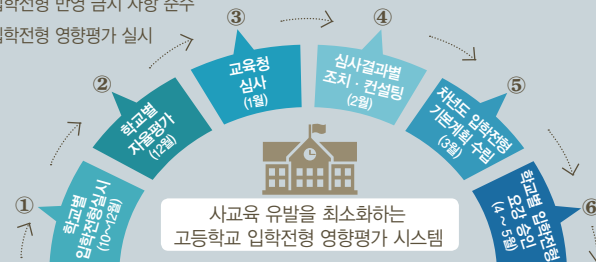 입학전형 반영 금지 사항 준수
입학전형 영향평가 실시
①
학교별
입학전형실시
(10~12월)
②
학교별
자율평가
(12월)
③
교육청
심사
(1월)
④
심사결과별
조치 · 컨설팅
(2월)
⑤
차년도 입학전형
기본계획 수립
(3월)
⑥
학교별 입학전형
요강 승인
(4 ~ 5월)
사교육 유발을 최소화하는
고등학교 입학전형 영향평가 시스템